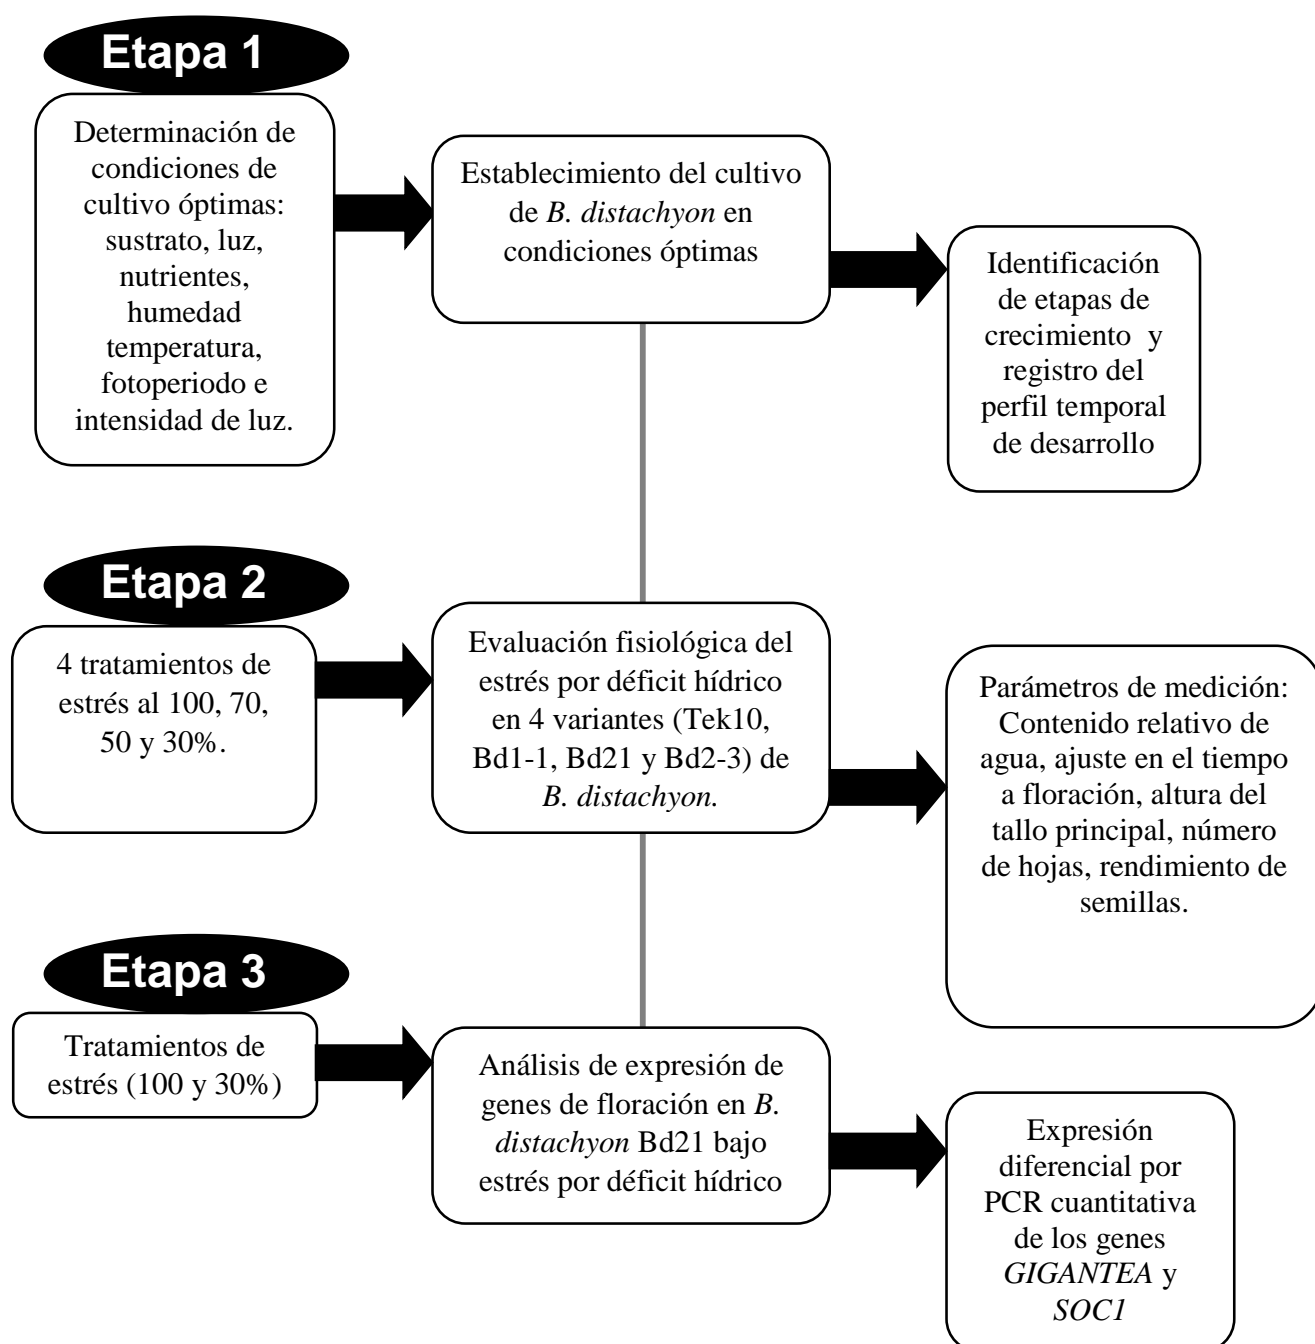 Etapa 1
Determinación de
condiciones de
cultivo óptimas:
sustrato, luz,
nutrientes,
humedad
temperatura,
fotoperiodo e
intensidad de luz.
Establecimiento del cultivo
de B. distachyon en
condiciones óptimas
Identificación
de etapas de
crecimiento y
registro del
perfil temporal
de desarrollo
Etapa 2
4 tratamientos de
estrés al 100, 70,
50 y 30%.
Evaluación fisiológica del
estrés por déficit hídrico
en 4 variantes (Tek10,
Bd1-1, Bd21 y Bd2-3) de
B. distachyon.
Parámetros de medición:
Contenido relativo de
agua, ajuste en el tiempo
a floración, altura del
tallo principal, número
de hojas, rendimiento de
semillas.
Etapa 3
Tratamientos de
estrés (100 y 30%)
Análisis de expresión de
genes de floración en B.
distachyon Bd21 bajo
estrés por déficit hídrico
Expresión
diferencial por
PCR cuantitativa
de los genes
GIGANTEA y
SOC1